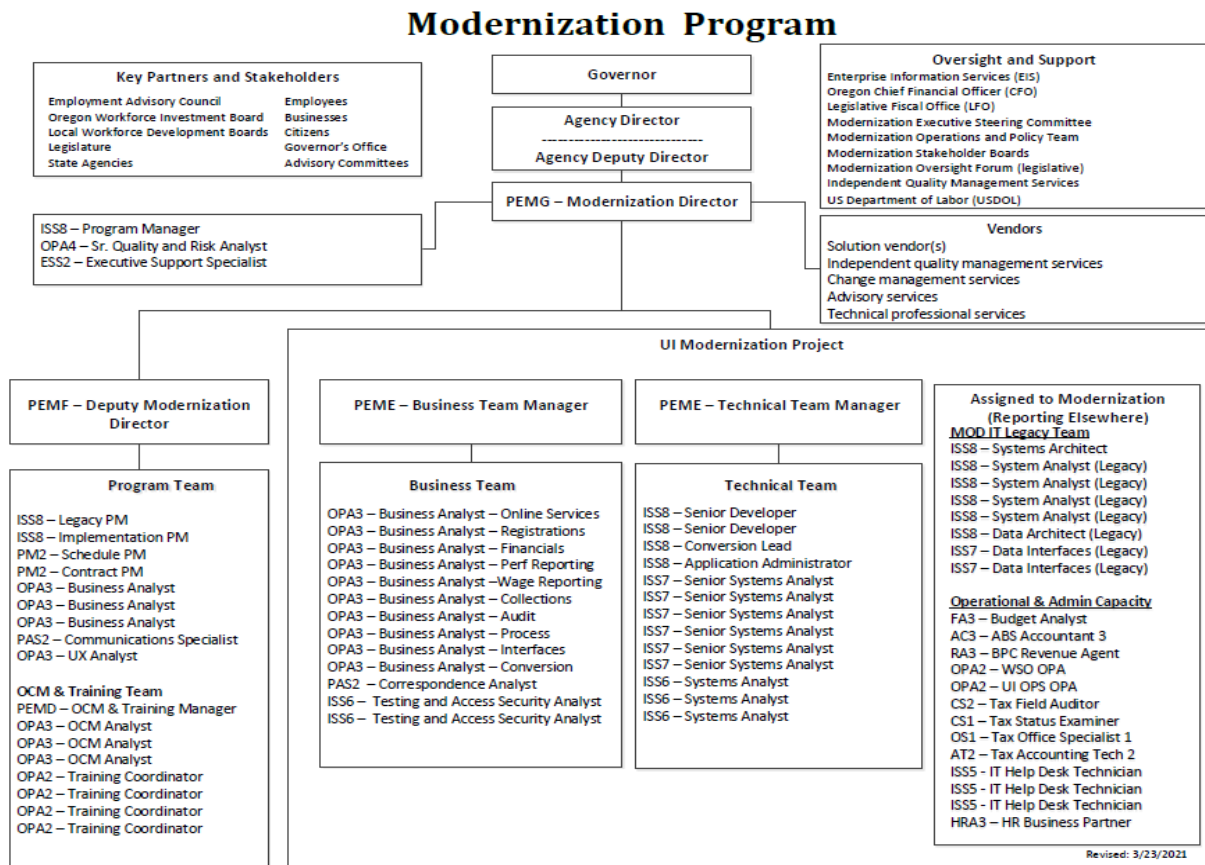 Modernization Program
Key Partners and Stakeholders
Employment Advisory Council
Oregon Workforce Investment Board
Local Workforce Development Boards
Legislature
State Agencies
Employees
Businesses
Citizens
Governor's Office
Advisory Committees
Governor
Agency Director
------------------------------
Agency Deputy Director
PEMG – Modernization Director
Oversight and Support
Enterprise Information Services (EIS)
Oregon Chief Financial Officer (CFO)
Legislative Fiscal Office (LFO)
Modernization Executive Steering Committee
Modernization Operations and Policy Team
Modernization Stakeholder Boards
Modernization Oversight Forum (legislative)
Independent Quality Management Services
US Department of Labor (USDOL)
ISS8 – Program Manager
OPA4 – Sr. Quality and Risk Analyst
ESS2 – Executive Support Specialist
Vendors
Solution vendor(s)
Independent quality management services
Change management services
Advisory services
Technical professional services
UI Modernization Project
PEMF – Deputy Modernization
Director
PEME – Business Team Manager
PEME – Technical Team Manager
Program Team
ISS8 – Legacy PM
ISS8 – Implementation PM
PM2 – Schedule PM
PM2 – Contract PM
OPA3 – Business Analyst
OPA3 – Business Analyst
OPA3 – Business Analyst
PAS2 – Communications Specialist
OPA3 – UX Analyst
OCM & Training Team
PEMD – OCM & Training Manager
OPA3 – OCM Analyst
OPA3 – OCM Analyst
OPA3 – OCM Analyst
OPA2 – Training Coordinator
OPA2 – Training Coordinator
OPA2 – Training Coordinator
OPA2 – Training Coordinator
Business Team
OPA3 – Business Analyst – Online Services
OPA3 – Business Analyst – Registrations
OPA3 – Business Analyst – Financials
OPA3 – Business Analyst – Perf Reporting
OPA3 – Business Analyst –Wage Reporting
OPA3 – Business Analyst – Collections
OPA3 – Business Analyst – Audit
OPA3 – Business Analyst – Process
OPA3 – Business Analyst – Interfaces
OPA3 – Business Analyst – Conversion
PAS2 – Correspondence Analyst
ISS6 – Testing and Access Security Analyst
ISS6 – Testing and Access Security Analyst
Technical Team
ISS8 – Senior Developer
ISS8 – Senior Developer
ISS8 – Conversion Lead
ISS8 – Application Administrator
ISS7 – Senior Systems Analyst
ISS7 – Senior Systems Analyst
ISS7 – Senior Systems Analyst
ISS7 – Senior Systems Analyst
ISS7 – Senior Systems Analyst
ISS7 – Senior Systems Analyst
ISS6 – Systems Analyst
ISS6 – Systems Analyst
ISS6 – Systems Analyst
Assigned to Modernization
(Reporting Elsewhere)
MOD IT Legacy Team
ISS8 – Systems Architect
ISS8 – System Analyst (Legacy)
ISS8 – System Analyst (Legacy)
ISS8 – System Analyst (Legacy)
ISS8 – System Analyst (Legacy)
ISS8 – Data Architect (Legacy)
ISS7 – Data Interfaces (Legacy)
ISS7 – Data Interfaces (Legacy)
Operational & Admin Capacity
FA3 – Budget Analyst
AC3 – ABS Accountant 3
RA3 – BPC Revenue Agent
OPA2 – WSO OPA
OPA2 – UI OPS OPA
CS2 – Tax Field Auditor
CS1 – Tax Status Examiner
OS1 – Tax Office Specialist 1
AT2 – Tax Accounting Tech 2
ISS5 - IT Help Desk Technician
ISS5 - IT Help Desk Technician
ISS5 - IT Help Desk Technician
HRA3 – HR Business Partner
Revised: 3/23/2021